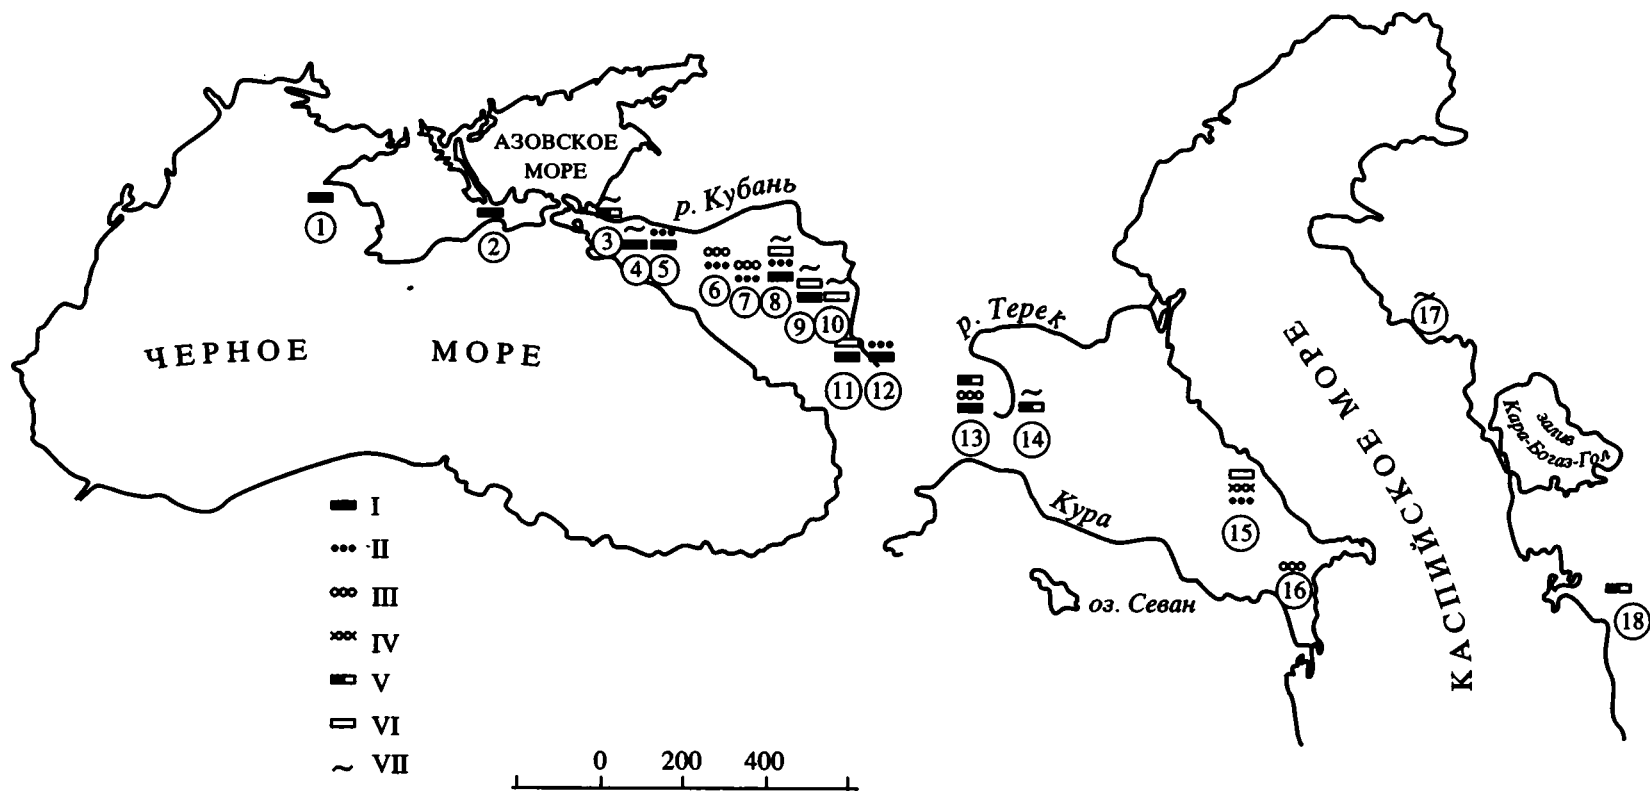 АЗОВСКОЕ
МОРЕ
р. Кубань
1
2
3
4
5
6
7
8
9
10
11
12
ЧЕРНОЕ МОРЕ
р. Терек
13
14
КАСПИЙСКОЕ МОРЕ
17
залив
Кара-Богаз-Гол
Кура
15
16
оз. Севан
18
I
II
III
IV
V
VI
VII
0 200 400